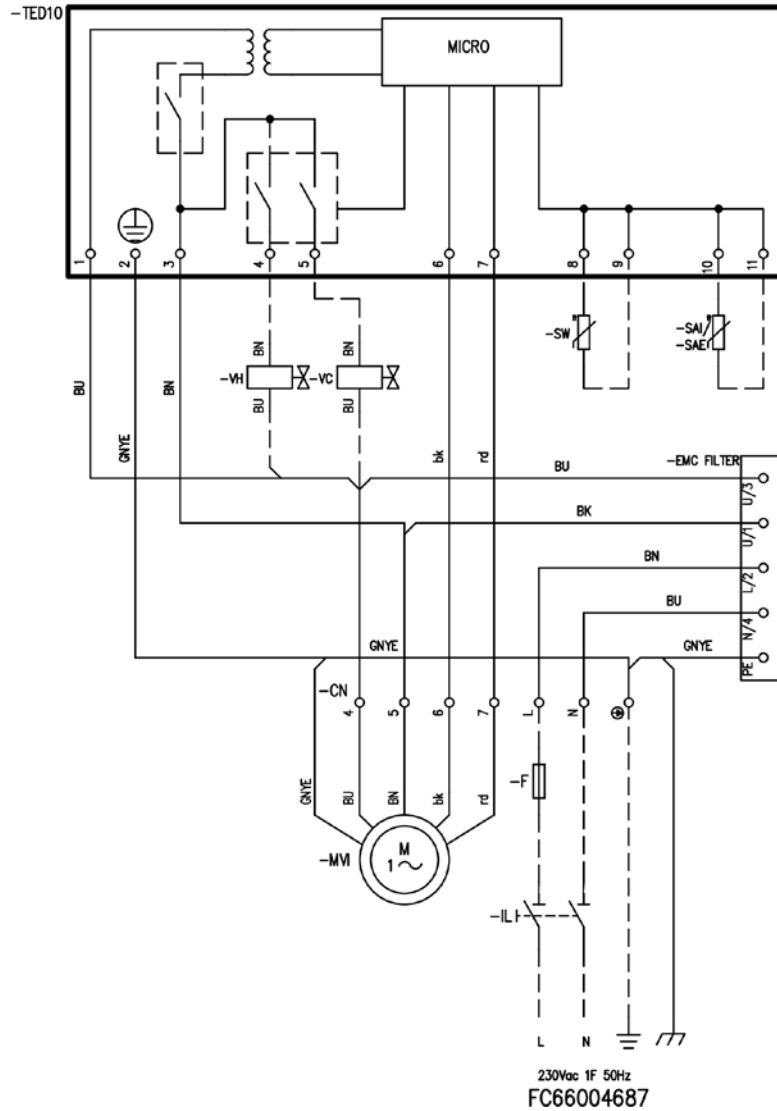 -TED10
MICRO
1
2
3
4
5
6
7
8
9
10
11
BU
GNYE
BN
-VH
BN
BU
-VC
BN
BU
bk
rd
-SW
-SAI/
-SAE
-EMC FILTER
BU
U/3
BK
U/1
BN
L/2
BU
N/4
GNYE
GNYE
PE
-CN
4
5
6
7
L
N
GNYE
BU
BN
bk
rd
-F
-MVI
M
1~
-IL
L
N
230Vac 1F 50Hz
FC66004687